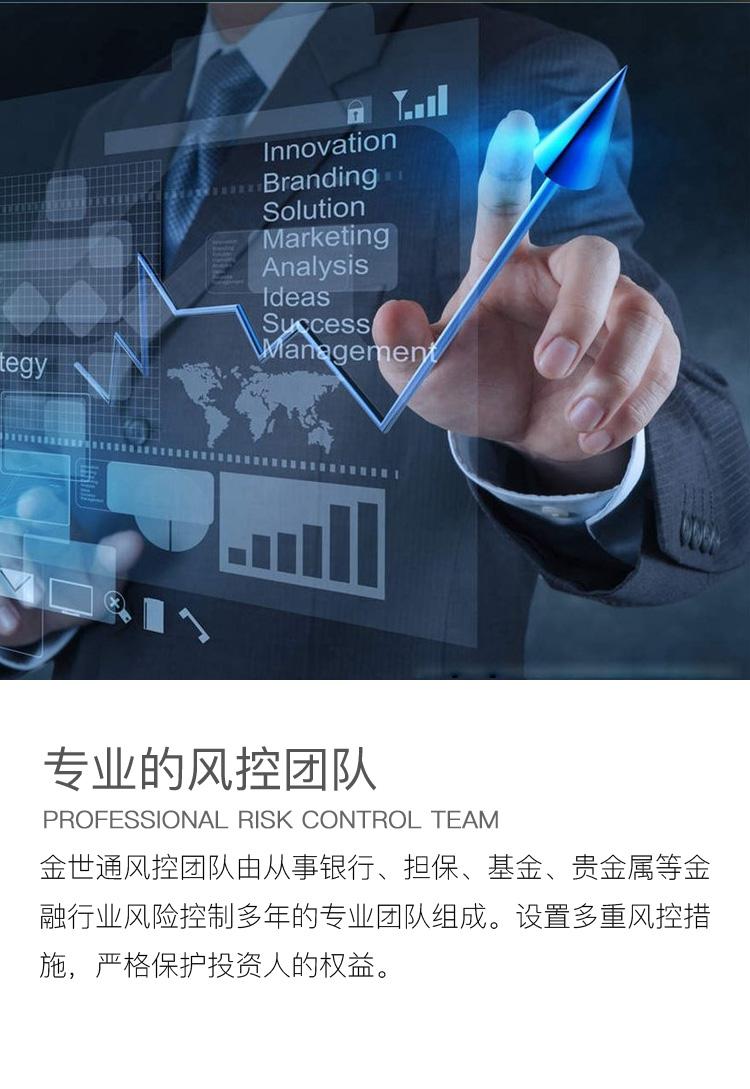 Innovation
Branding
Solution
Marketing
Analysis
Ideas
Success
Management
tegy
专业的风控团队
PROFESSIONAL RISK CONTROL TEAM
金世通风控团队由从事银行、担保、基金、贵金属等金
融行业风险控制多年的专业团队组成。设置多重风控措
施，严格保护投资人的权益。